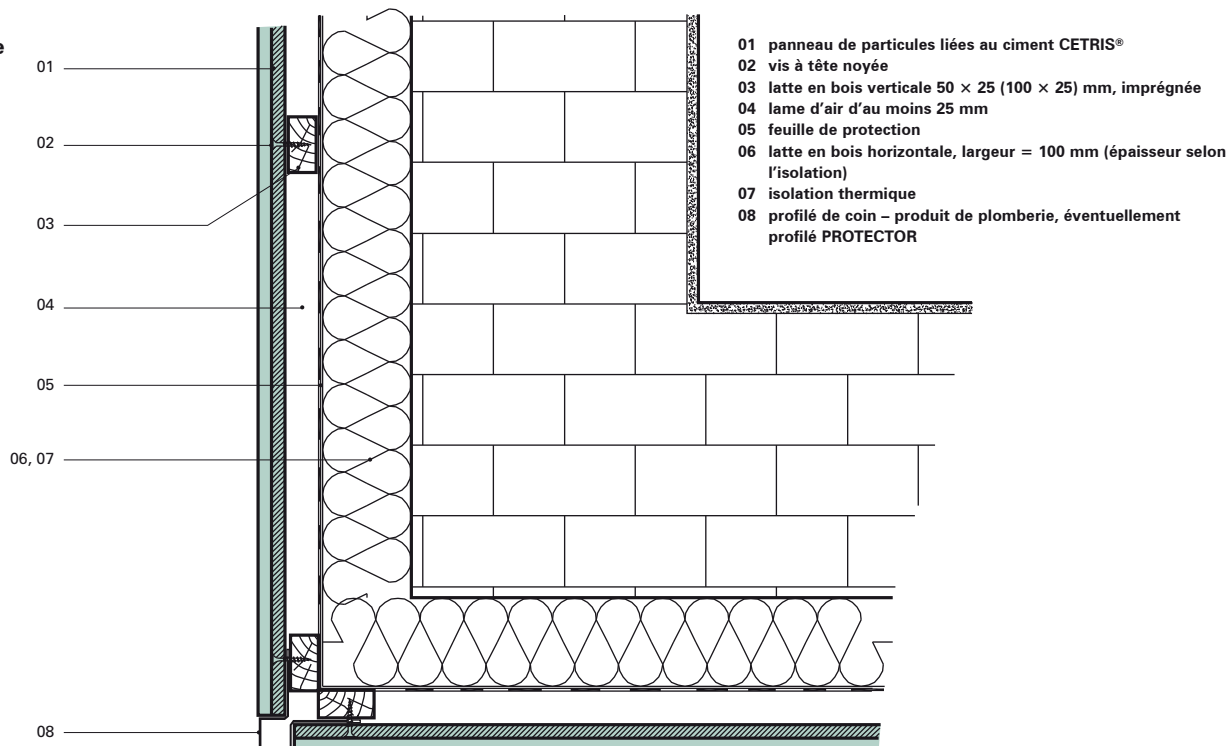 e
01
02
03
04
05
06, 07
08
01 panneau de particules liées au ciment CETRIS®
02 vis à tête noyée
03 latte en bois verticale 50 × 25 (100 × 25) mm, imprégnée
04 lame d’air d’au moins 25 mm
05 feuille de protection
06 latte en bois horizontale, largeur = 100 mm (épaisseur selon
l’isolation)
07 isolation thermique
08 profilé de coin – produit de plomberie, éventuellement
profilé PROTECTOR